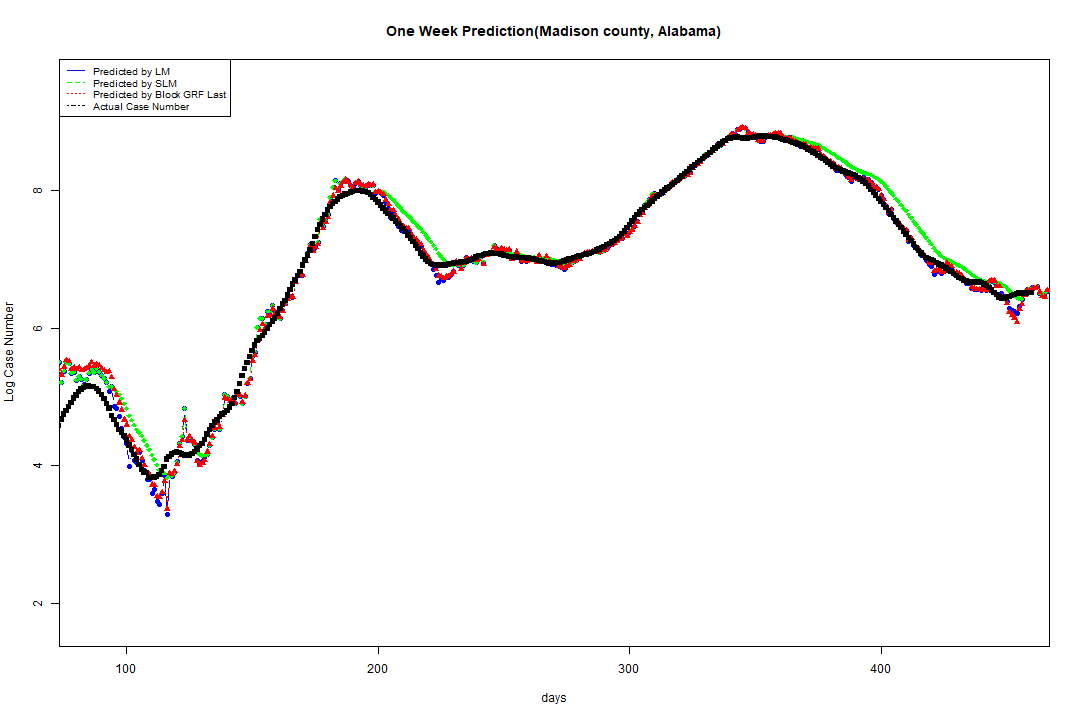 One Week Prediction(Madison county, Alabama)
Predicted by LM
Predicted by SLM
Predicted by Block GRF Last
Actual Case Number
Log Case Number
8
6
4
2
100 200 300 400
days